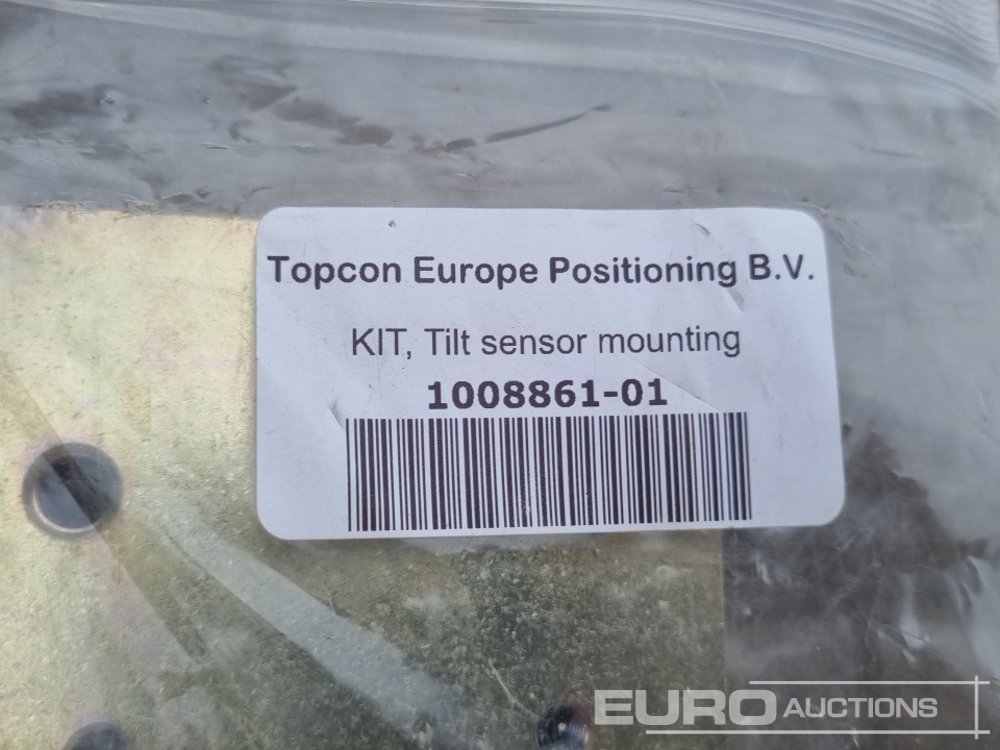 Topcon Europe Positioning B.V.
KIT, Tilt sensor mounting
1008861-01
EURO AUCTIONS